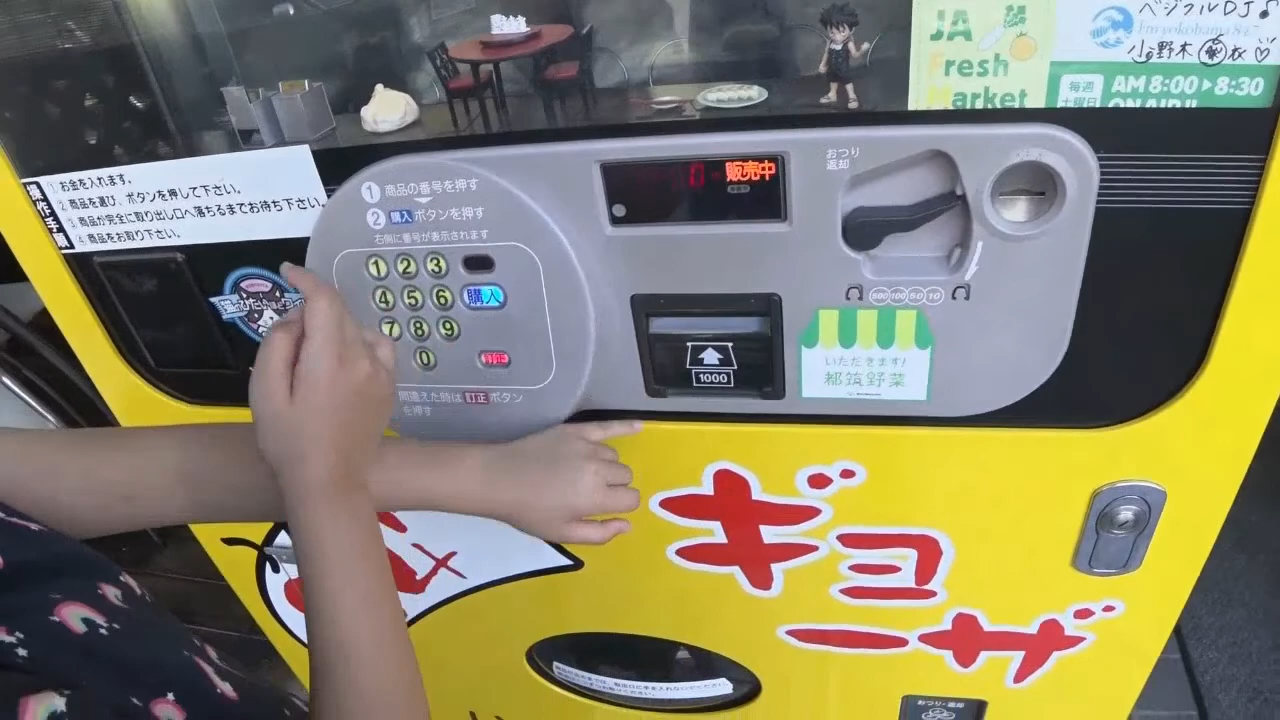 JA
Fresh
Market
ベジフルDJ♪
Em yokohama 84
小野木 衣♡
毎週
土曜日
AM8:00▶8:30
ON AIR!!
操作手順
① お金を入れます。
② 商品を選び、ボタンを押して下さい。
③ 商品が完全に取り出し口へ落ちるまでお待ち下さい。
④ 商品をお取り下さい。
① 商品の番号を押す
② 購入 ボタンを押す
右側に番号が表示されます
1 2 3
4 5 6 購入
7 8 9
0 訂正
間違えた時は 訂正 ボタン
を押す
0
販売中
おつり
返却
500 100 50 10
1000
いただきます!
都筑野菜
ギョーザ
おつり・返却